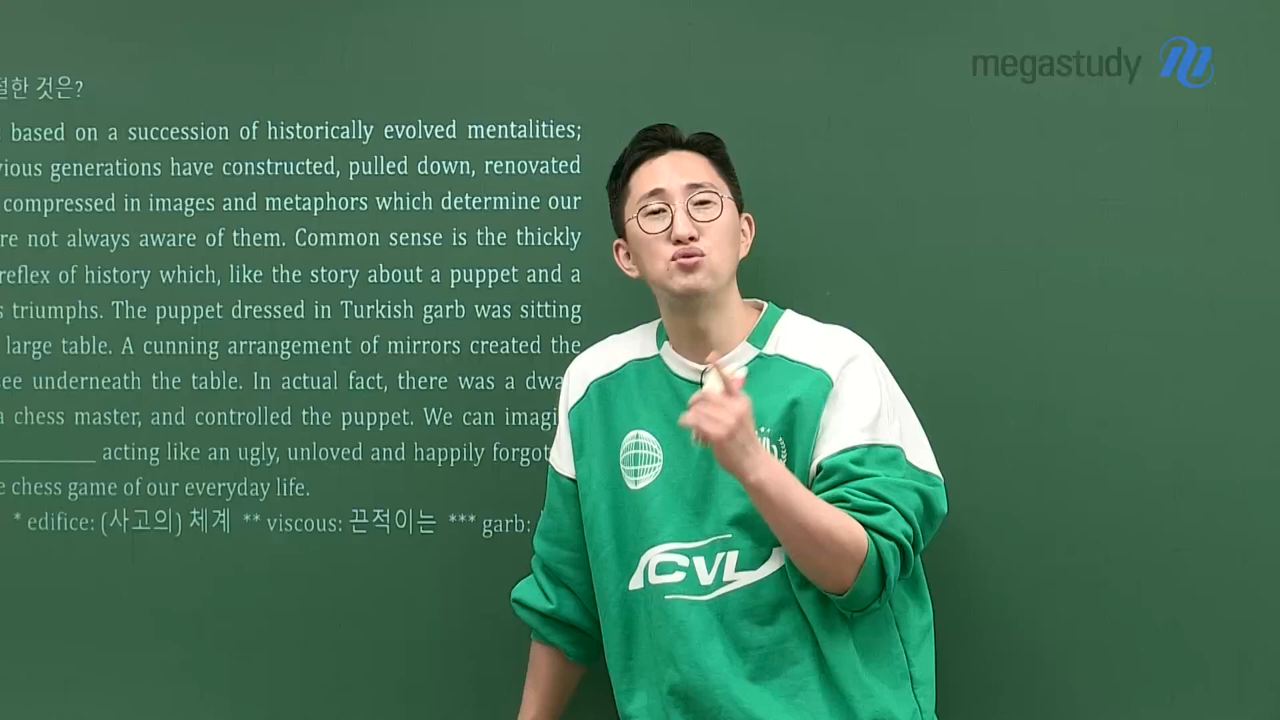 megastudy
절한 것은?
based on a succession of historically evolved mentalities;
vious generations have constructed, pulled down, renovated
compressed in images and metaphors which determine our
re not always aware of them. Common sense is the thickly
reflex of history which, like the story about a puppet and a
s triumphs. The puppet dressed in Turkish garb was sitting
large table. A cunning arrangement of mirrors created the
see underneath the table. In actual fact, there was a dwa
a chess master, and controlled the puppet. We can imagi
acting like an ugly, unloved and happily forgot
e chess game of our everyday life.
* edifice: (사고의) 체계 ** viscous: 끈적이는 *** garb:
CVL